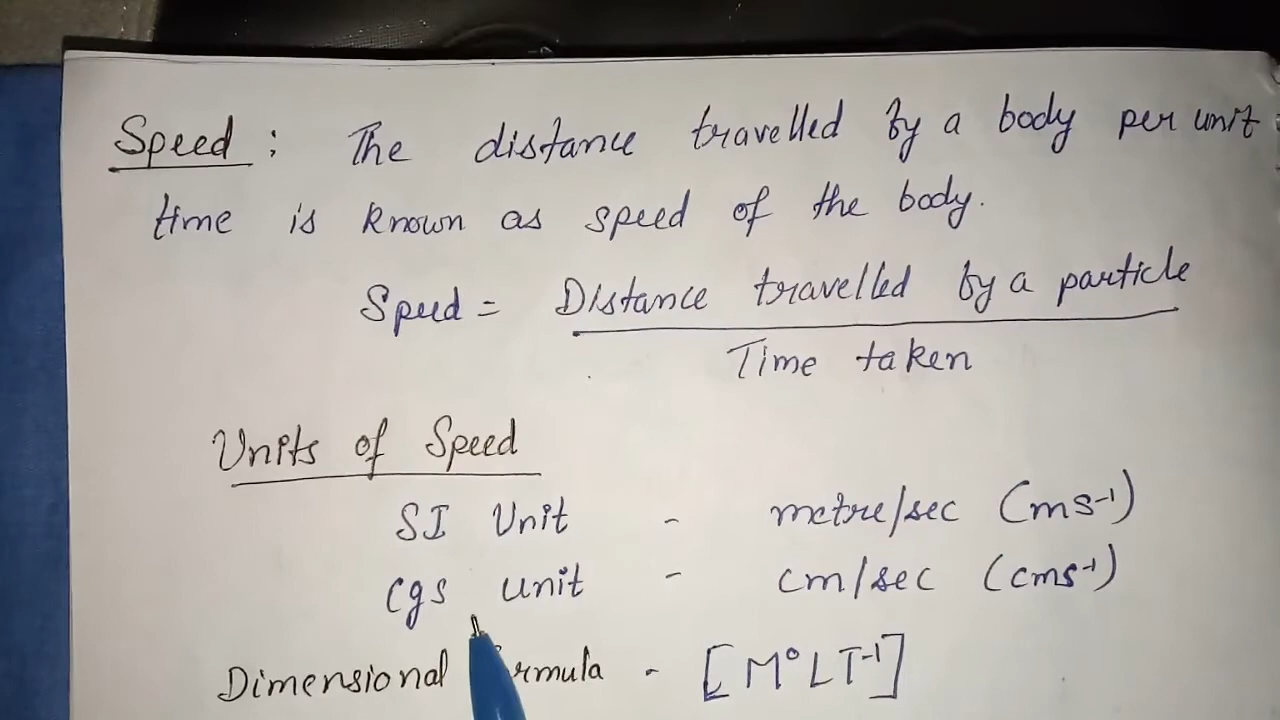 Speed : The distance travelled by a body per unit
time is known as speed of the body.
Speed = Distance travelled by a particle
Time taken
Units of Speed
SI Unit - metre/sec (ms⁻¹)
Cgs unit - cm/sec (cms⁻¹)
Dimensional rmula - [M⁰LT⁻¹]